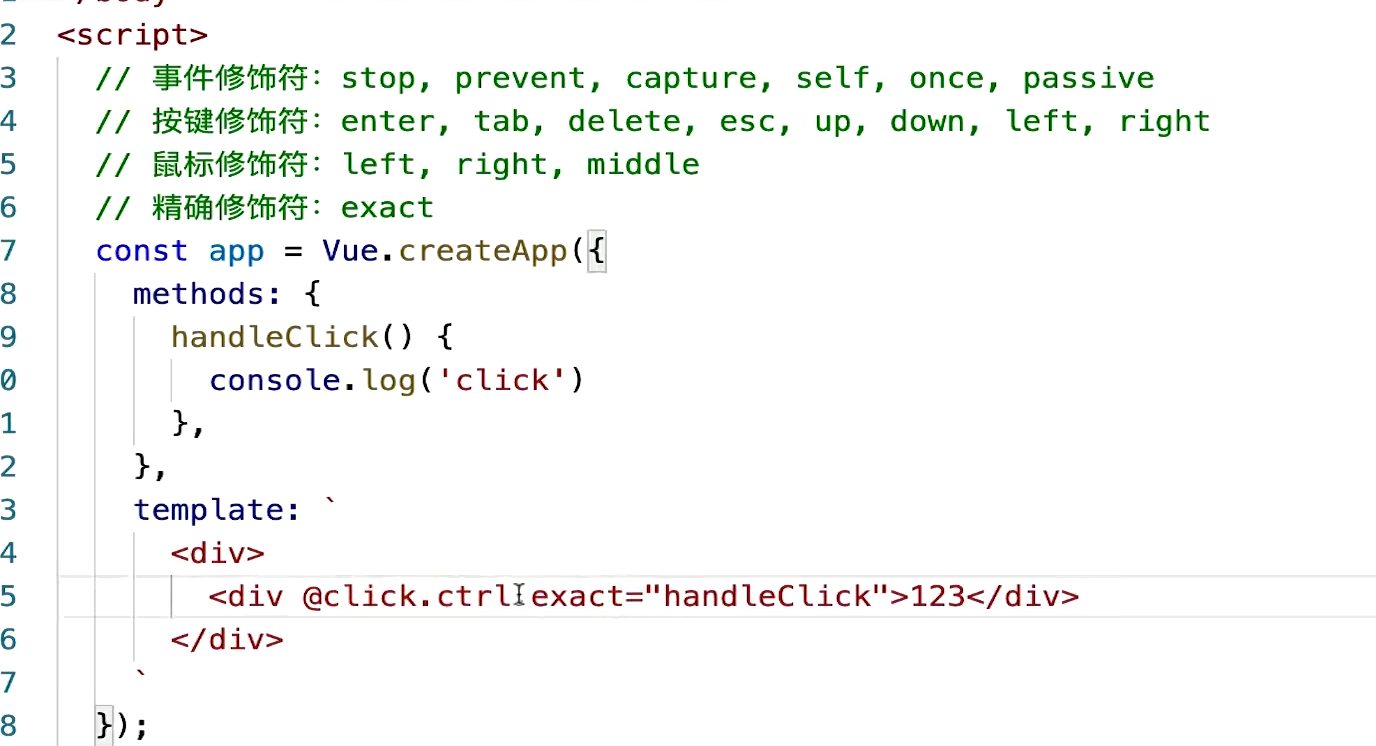 /body
2 <script>
3 // 事件修饰符：stop, prevent, capture, self, once, passive
4 // 按键修饰符：enter, tab, delete, esc, up, down, left, right
5 // 鼠标修饰符：left, right, middle
6 // 精确修饰符：exact
7 const app = Vue.createApp({
8 methods: {
9 handleClick() {
0 console.log('click')
1 },
2 },
3 template: `
4 <div>
5 <div @click.ctrl.exact="handleClick">123</div>
6 </div>
7 `
8 });